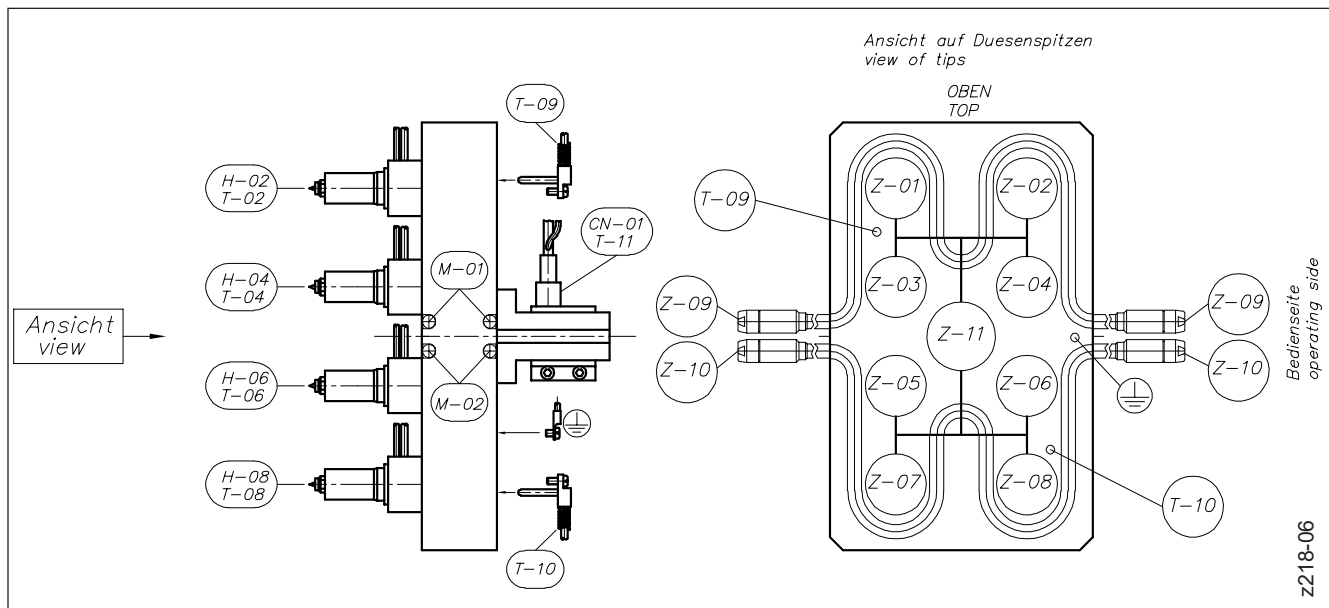 Ansicht auf Duesenspitzen
view of tips
OBEN
TOP
T-09
H-02
T-02
CN-01
T-11
H-04
T-04
M-01
Ansicht
view
H-06
T-06
M-02
H-08
T-08
T-10
Z-01
Z-02
T-09
Z-03
Z-04
Z-09
Z-09
Z-11
Z-10
Z-10
Z-05
Z-06
Z-07
Z-08
T-10
Bedienseite
operating side
z218-06